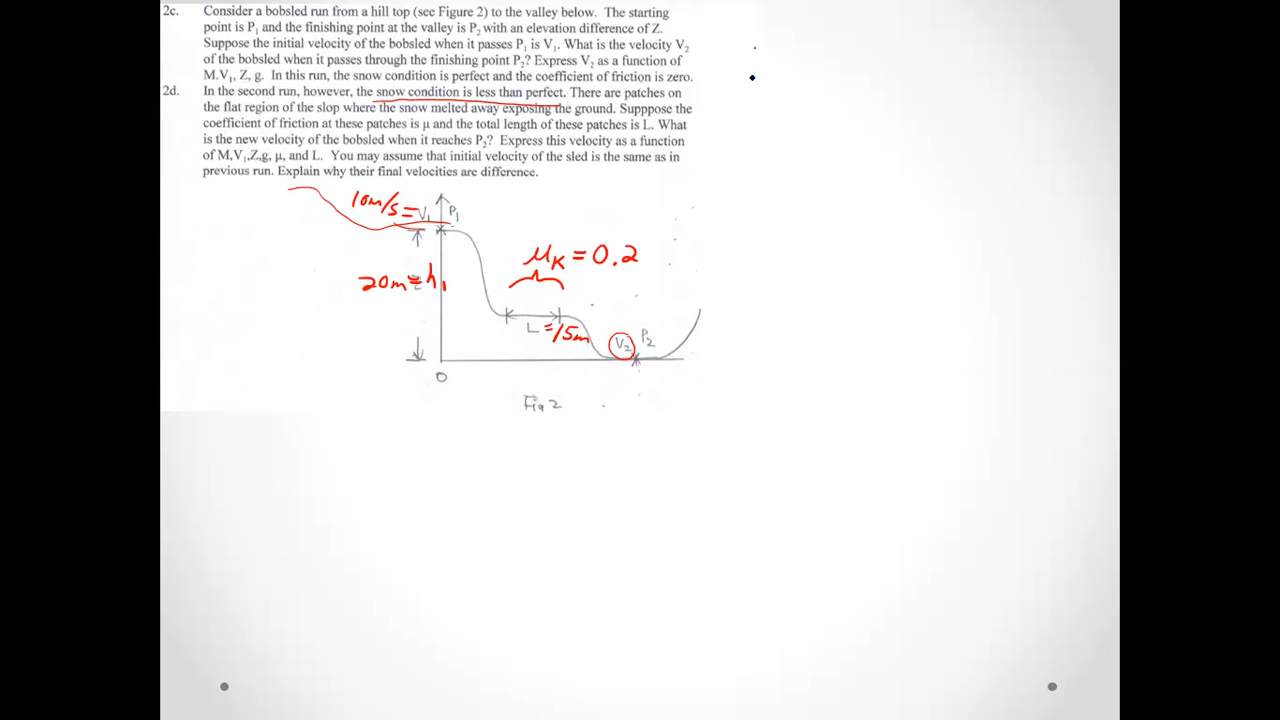 2c. Consider a bobsled run from a hill top (see Figure 2) to the valley below. The starting
point is P₁ and the finishing point at the valley is P₂ with an elevation difference of Z.
Suppose the initial velocity of the bobsled when it passes P₁ is V₁. What is the velocity V₂
of the bobsled when it passes through the finishing point P₂? Express V₂ as a function of
M.V₁, Z, g. In this run, the snow condition is perfect and the coefficient of friction is zero.
2d. In the second run, however, the snow condition is less than perfect. There are patches on
the flat region of the slop where the snow melted away exposing the ground. Supppose the
coefficient of friction at these patches is μ and the total length of these patches is L. What
is the new velocity of the bobsled when it reaches P₂? Express this velocity as a function
of M,V₁,Z,g, μ, and L. You may assume that initial velocity of the sled is the same as in
previous run. Explain why their final velocities are difference.
10m/s = V₁ P₁
μK = 0.2
20m = h₁
L = 15m
V₂ P₂
0
Fig 2